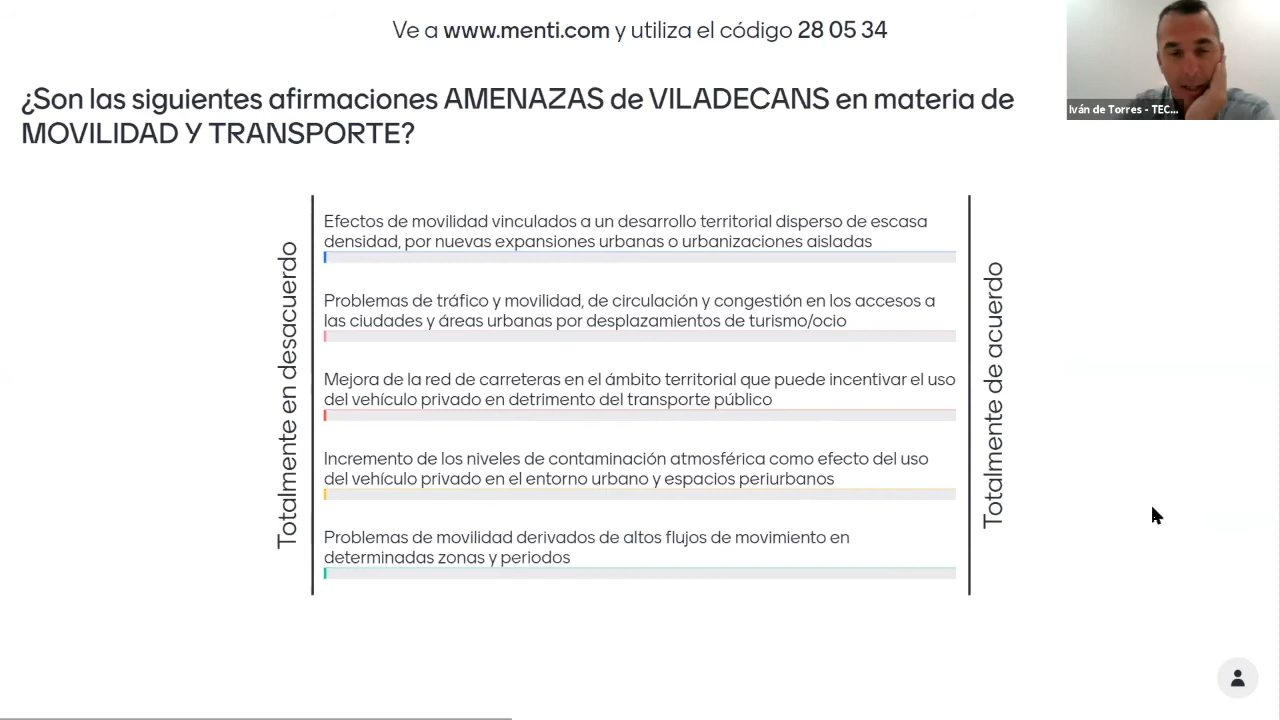 Ve a www.menti.com y utiliza el código 28 05 34
¿Son las siguientes afirmaciones AMENAZAS de VILADECANS en materia de
MOVILIDAD Y TRANSPORTE?
Iván de Torres - TEC...
Totalmente en desacuerdo
Efectos de movilidad vinculados a un desarrollo territorial disperso de escasa
densidad, por nuevas expansiones urbanas o urbanizaciones aisladas
Problemas de tráfico y movilidad, de circulación y congestión en los accesos a
las ciudades y áreas urbanas por desplazamientos de turismo/ocio
Mejora de la red de carreteras en el ámbito territorial que puede incentivar el uso
del vehículo privado en detrimento del transporte público
Incremento de los niveles de contaminación atmosférica como efecto del uso
del vehículo privado en el entorno urbano y espacios periurbanos
Problemas de movilidad derivados de altos flujos de movimiento en
determinadas zonas y periodos
Totalmente de acuerdo